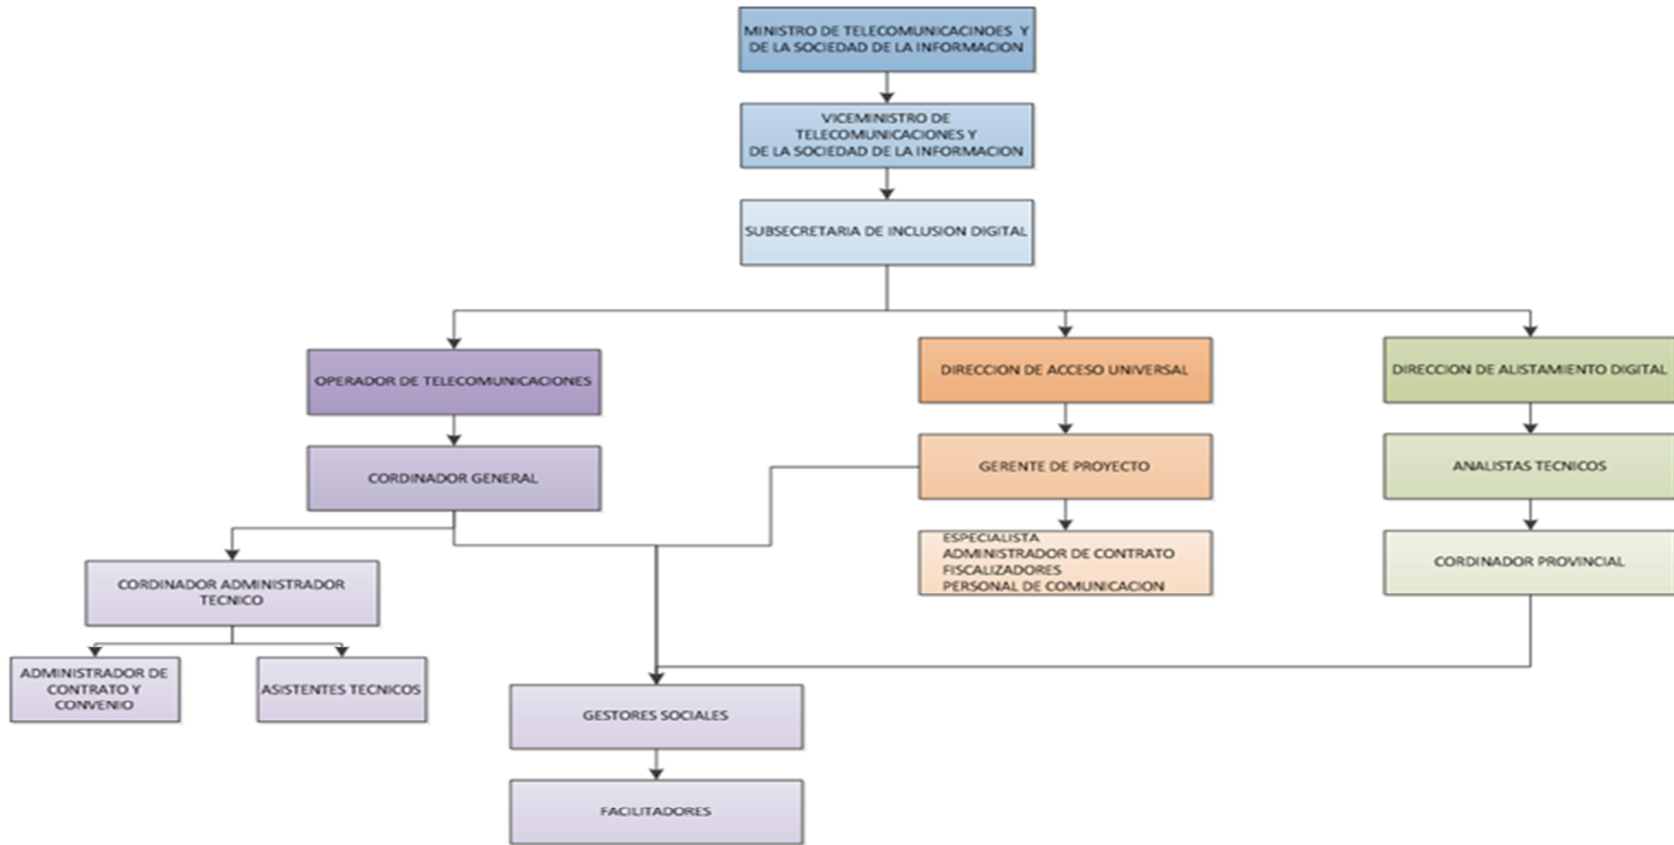 MINISTRO DE TELECOMUNICACINOES Y
DE LA SOCIEDAD DE LA INFORMACION
VICEMINISTRO DE
TELECOMUNICACIONES Y
DE LA SOCIEDAD DE LA INFORMACION
SUBSECRETARIA DE INCLUSION DIGITAL
OPERADOR DE TELECOMUNICACIONES
DIRECCION DE ACCESO UNIVERSAL
DIRECCION DE ALISTAMIENTO DIGITAL
CORDINADOR GENERAL
GERENTE DE PROYECTO
ANALISTAS TECNICOS
CORDINADOR ADMINISTRADOR
TECNICO
ESPECIALISTA
ADMINISTRADOR DE CONTRATO
FISCALIZADORES
PERSONAL DE COMUNICACION
CORDINADOR PROVINCIAL
ADMINISTRADOR DE
CONTRATO Y
CONVENIO
ASISTENTES TECNICOS
GESTORES SOCIALES
FACILITADORES